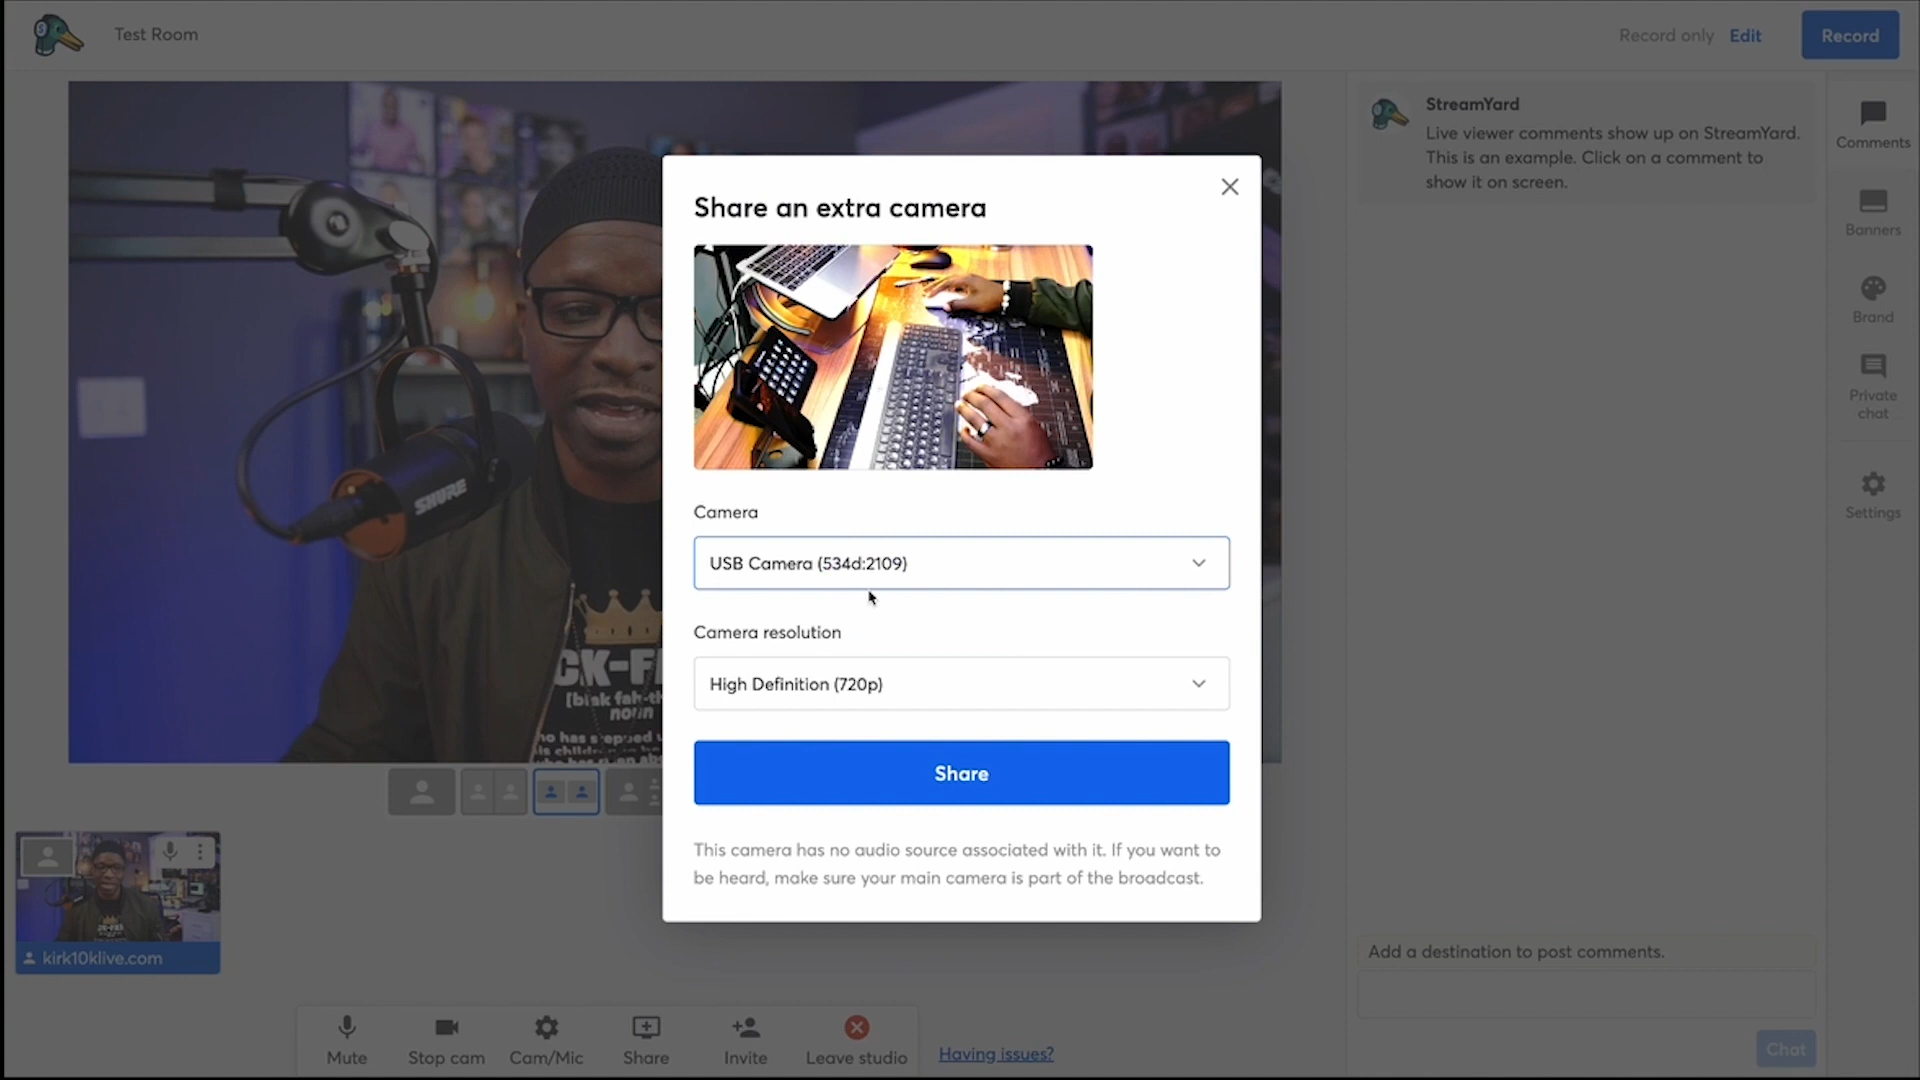 Test Room
Record only
Edit
Record
StreamYard
Live viewer comments show up on StreamYard.
This is an example. Click on a comment to
show it on screen.
Comments
Banners
Brand
Private
chat
Settings
Share an extra camera
Camera
USB Camera (534d:2109)
Camera resolution
High Definition (720p)
Share
This camera has no audio source associated with it. If you want to
be heard, make sure your main camera is part of the broadcast.
SHURE
CK-F
noun
kirk10klive.com
Add a destination to post comments.
Chat
Mute
Stop cam
Cam/Mic
Share
Invite
Leave studio
Having issues?